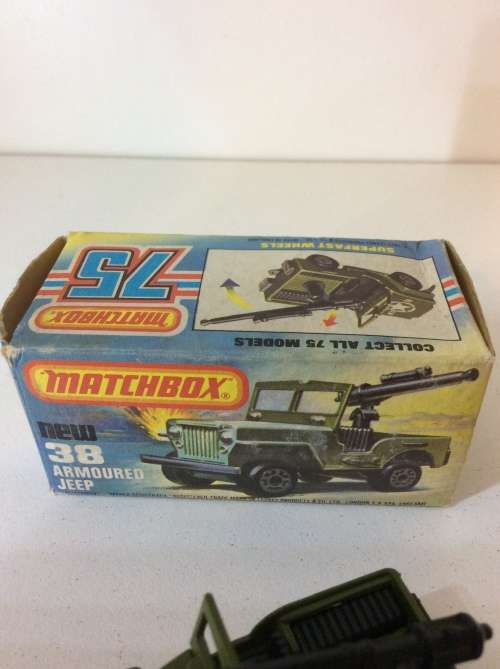 SUPERFAST WHEELS
75
MATCHBOX
COLLECT ALL 75 MODELS
MATCHBOX®
new
38
ARMOURED
JEEP